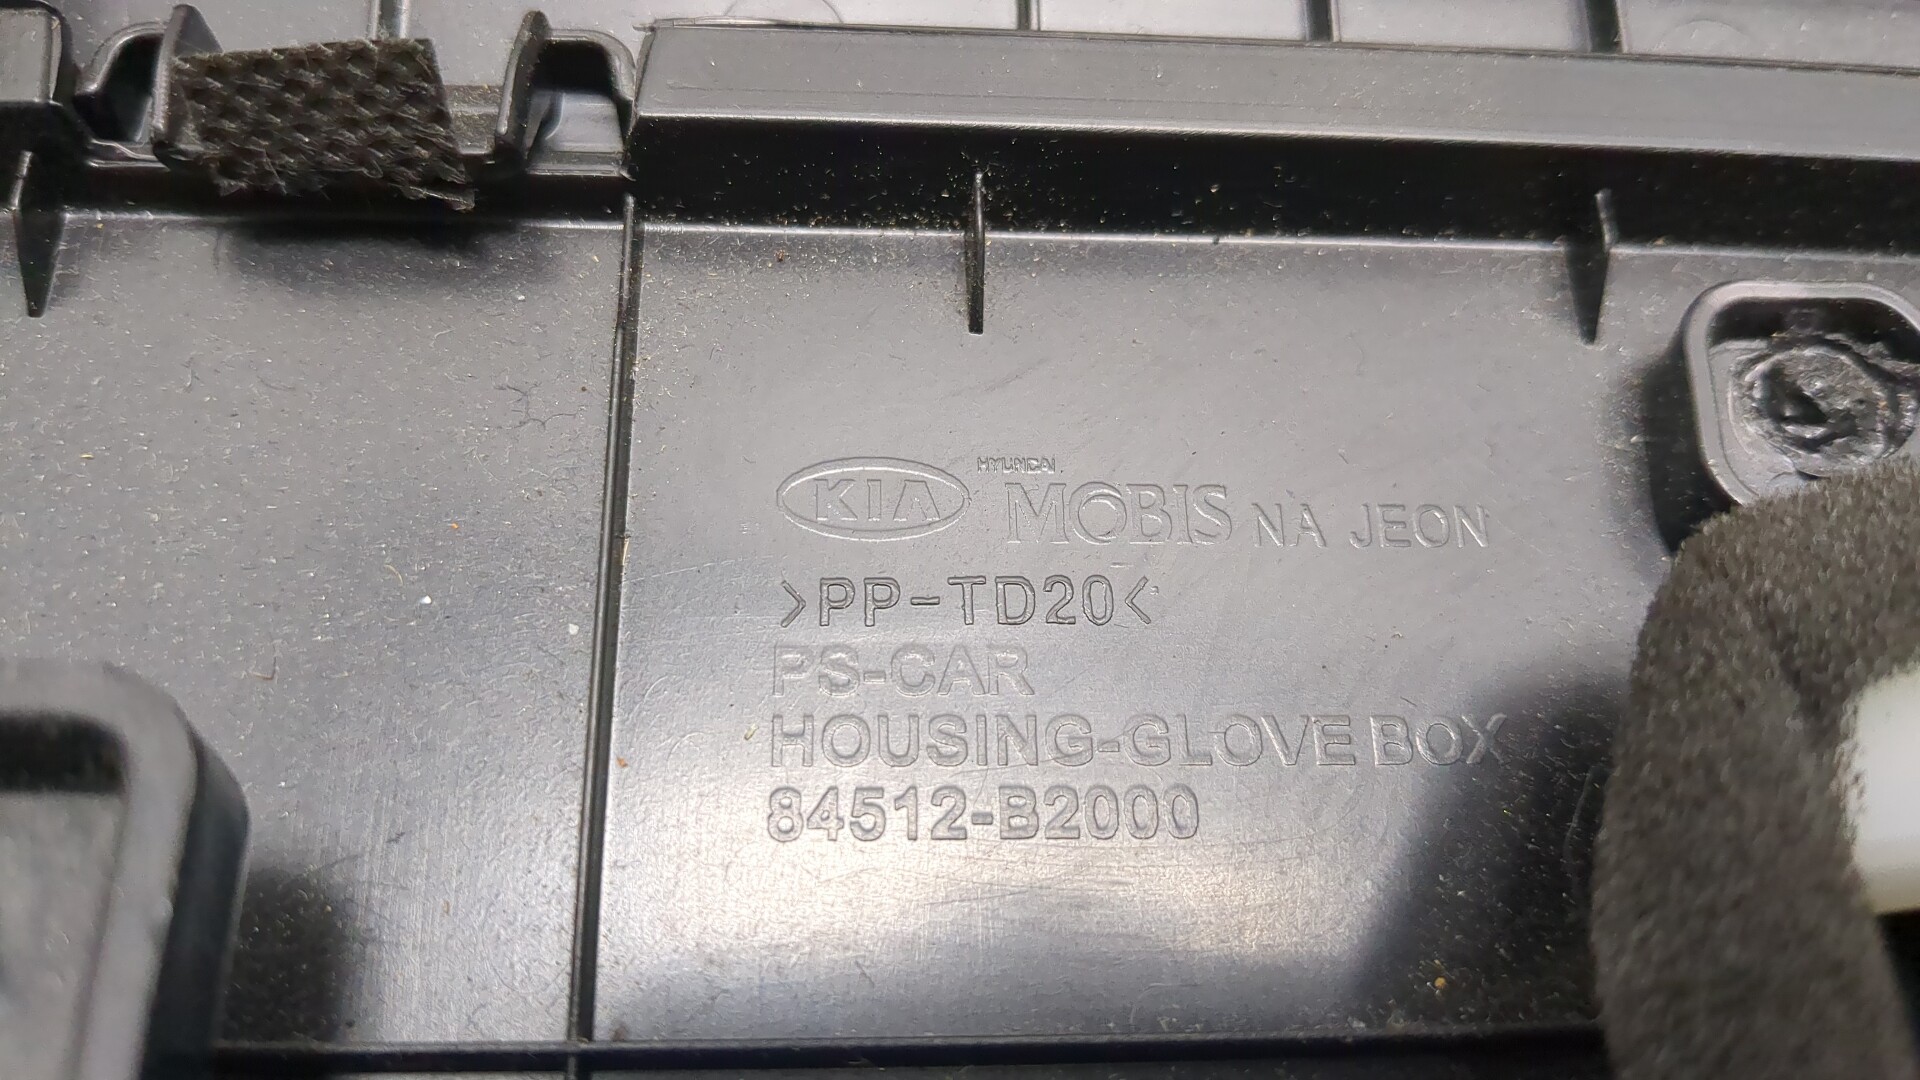 KIA HYUNDAI MOBIS NA JEON
>PP-TD20<
PS-CAR
HOUSING-GLOVE BOX
84512-B2000